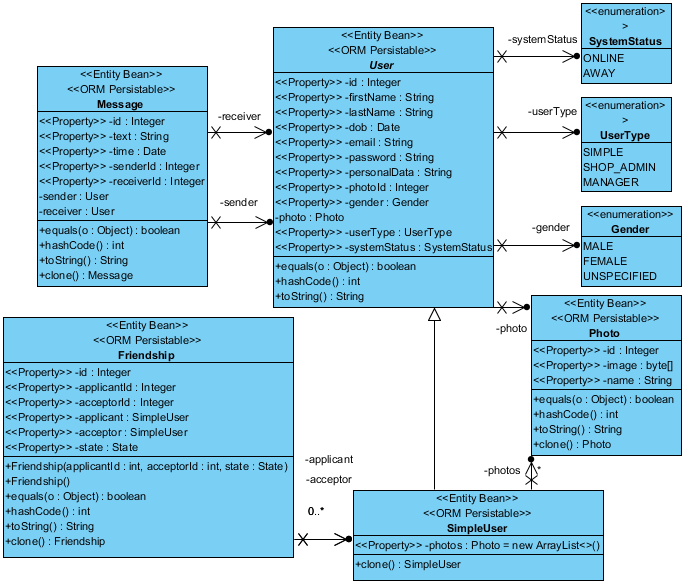 <<Entity Bean>>
<<ORM Persistable>>
Message
<<Property>> -id : Integer
<<Property>> -text : String
<<Property>> -time : Date
<<Property>> -senderId : Integer
<<Property>> -receiverId : Integer
-sender : User
-receiver : User
+equals(o : Object) : boolean
+hashCode() : int
+toString() : String
+clone() : Message
-receiver
-sender
<<Entity Bean>>
<<ORM Persistable>>
User
<<Property>> -id : Integer
<<Property>> -firstName : String
<<Property>> -lastName : String
<<Property>> -dob : Date
<<Property>> -email : String
<<Property>> -password : String
<<Property>> -personalData : String
<<Property>> -photoId : Integer
<<Property>> -gender : Gender
-photo : Photo
<<Property>> -userType : UserType
<<Property>> -systemStatus : SystemStatus
+equals(o : Object) : boolean
+hashCode() : int
+toString() : String
-systemStatus
<<enumeration>
>
SystemStatus
ONLINE
AWAY
-userType
<<enumeration>
>
UserType
SIMPLE
SHOP_ADMIN
MANAGER
-gender
<<enumeration>>
Gender
MALE
FEMALE
UNSPECIFIED
-photo
<<Entity Bean>>
<<ORM Persistable>>
Photo
<<Property>> -id : Integer
<<Property>> -image : byte[]
<<Property>> -name : String
+equals(o : Object) : boolean
+hashCode() : int
+toString() : String
+clone() : Photo
<<Entity Bean>>
<<ORM Persistable>>
Friendship
<<Property>> -id : Integer
<<Property>> -applicantId : Integer
<<Property>> -acceptorId : Integer
<<Property>> -applicant : SimpleUser
<<Property>> -acceptor : SimpleUser
<<Property>> -state : State
+Friendship(applicantId : int, acceptorId : int, state : State)
+Friendship()
+equals(o : Object) : boolean
+hashCode() : int
+toString() : String
+clone() : Friendship
-applicant
-acceptor
0..*
-photos
*
<<Entity Bean>>
<<ORM Persistable>>
SimpleUser
<<Property>> -photos : Photo = new ArrayList<>()
+clone() : SimpleUser